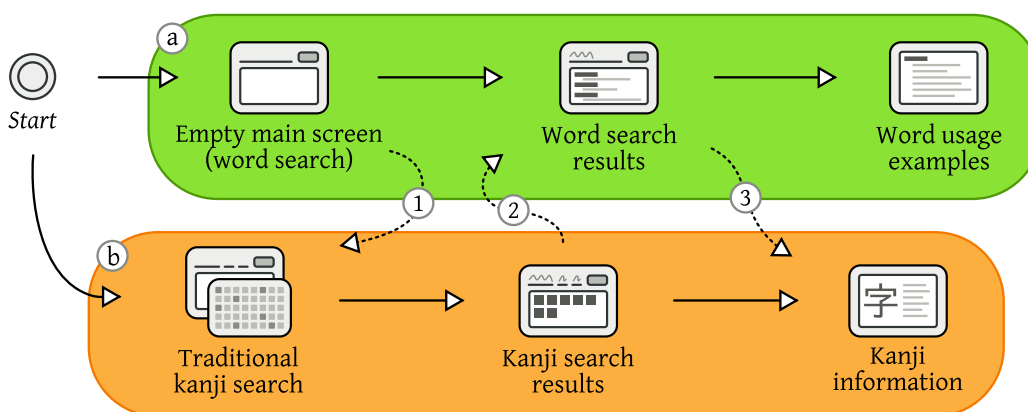 a
Start
Empty main screen
(word search)
Word search
results
Word usage
examples
1
2
3
b
字
Traditional
kanji search
Kanji search
results
Kanji
information